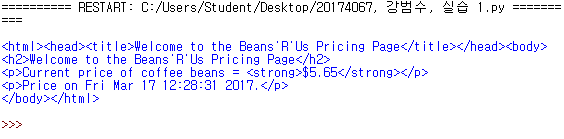 ========== RESTART: C:/Users/Student/Desktop/20174067, 강범수, 실습 1.py =======
===
<html><head><title>Welcome to the Beans'R'Us Pricing Page</title></head><body>
<h2>Welcome to the Beans'R'Us Pricing Page</h2>
<p>Current price of coffee beans = <strong>$5.65</strong></p>
<p>Price on Fri Mar 17 12:28:31 2017.</p>
</body></html>
>>>